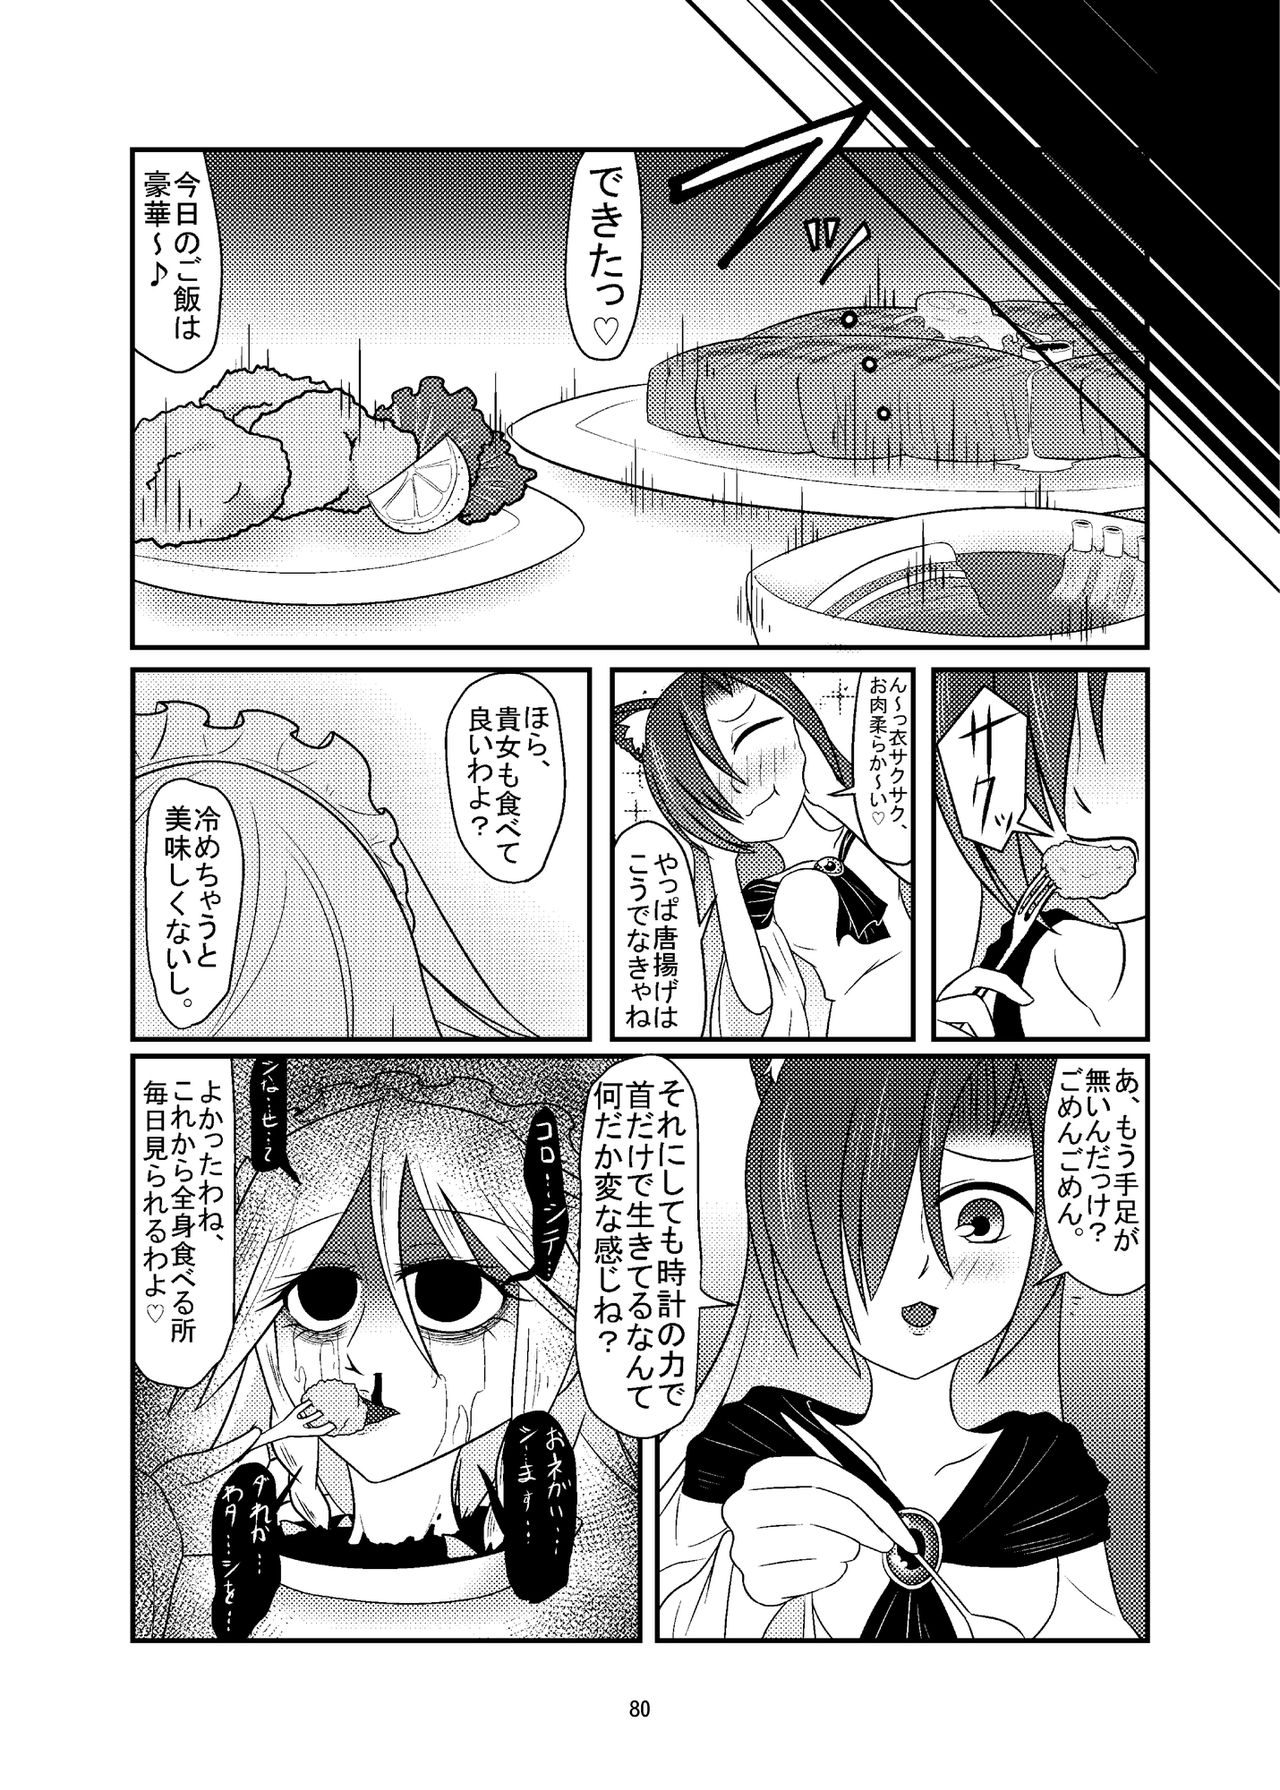 できたっ♡
今日のご飯は
豪華～♪
サクッ
ん～っ衣サクサク、
お肉柔らか～い♡
やっぱ唐揚げは
こうでなきゃね
ほら、
貴女も食べて
良いわよ？
冷めちゃうと
美味しくないし。
あ、もう手足が
無いんだっけ？
ごめんごめん。
それにしても時計の力で
首だけで生きてるなんて
何だか変な感じね？
コロ…シテ…
おネがい…
シ…ます…
ダれか…
わタ…シを…
シな…せ…て
よかったわね、
これから全身食べる所
毎日見られるわよ♡
80